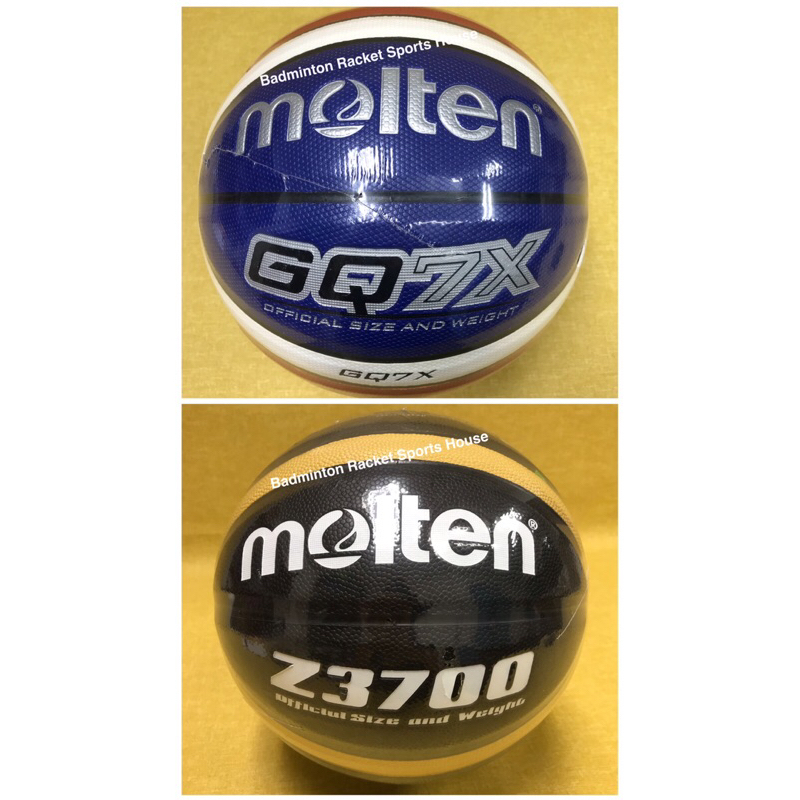 Badminton Racket Sports House
molten®
GQ7X
OFFICIAL SIZE AND WEIGHT
GQ7X
Badminton Racket Sports House
molten®
Z3700
Official Size and Weight